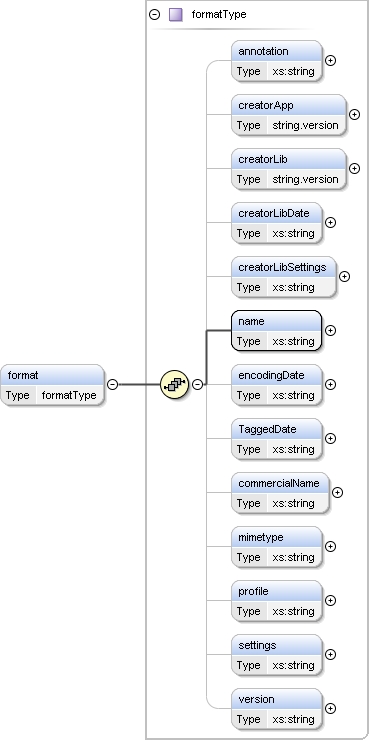 formatType
annotation
Type xs:string
creatorApp
Type string.version
creatorLib
Type string.version
creatorLibDate
Type xs:string
creatorLibSettings
Type xs:string
name
Type xs:string
format
Type formatType
encodingDate
Type xs:string
TaggedDate
Type xs:string
commercialName
Type xs:string
mimetype
Type xs:string
profile
Type xs:string
settings
Type xs:string
version
Type xs:string